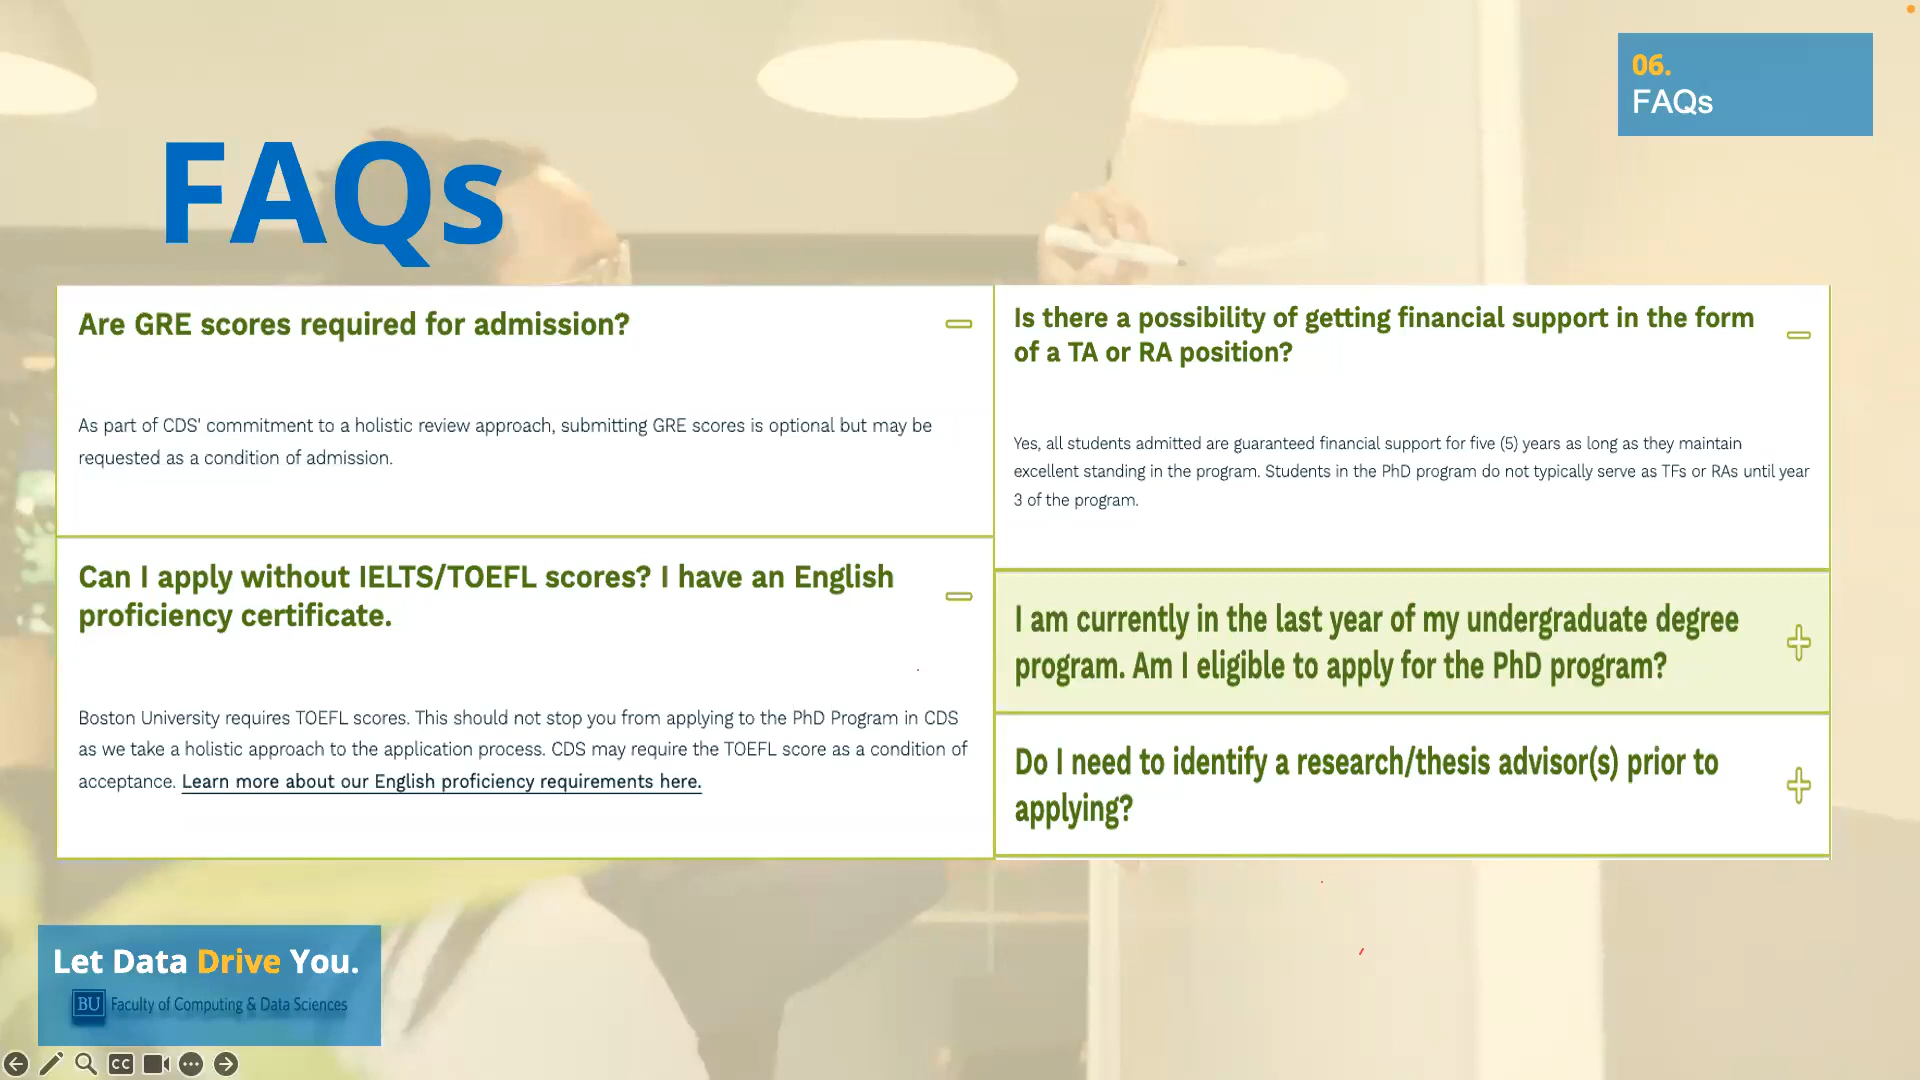 06.
FAQs
FAQs
Are GRE scores required for admission?
As part of CDS' commitment to a holistic review approach, submitting GRE scores is optional but may be
requested as a condition of admission.
Can I apply without IELTS/TOEFL scores? I have an English
proficiency certificate.
Boston University requires TOEFL scores. This should not stop you from applying to the PhD Program in CDS
as we take a holistic approach to the application process. CDS may require the TOEFL score as a condition of
acceptance. Learn more about our English proficiency requirements here.
Is there a possibility of getting financial support in the form
of a TA or RA position?
Yes, all students admitted are guaranteed financial support for five (5) years as long as they maintain
excellent standing in the program. Students in the PhD program do not typically serve as TFs or RAs until year
3 of the program.
I am currently in the last year of my undergraduate degree
program. Am I eligible to apply for the PhD program?
Do I need to identify a research/thesis advisor(s) prior to
applying?
Let Data Drive You.
BU Faculty of Computing & Data Sciences
CC